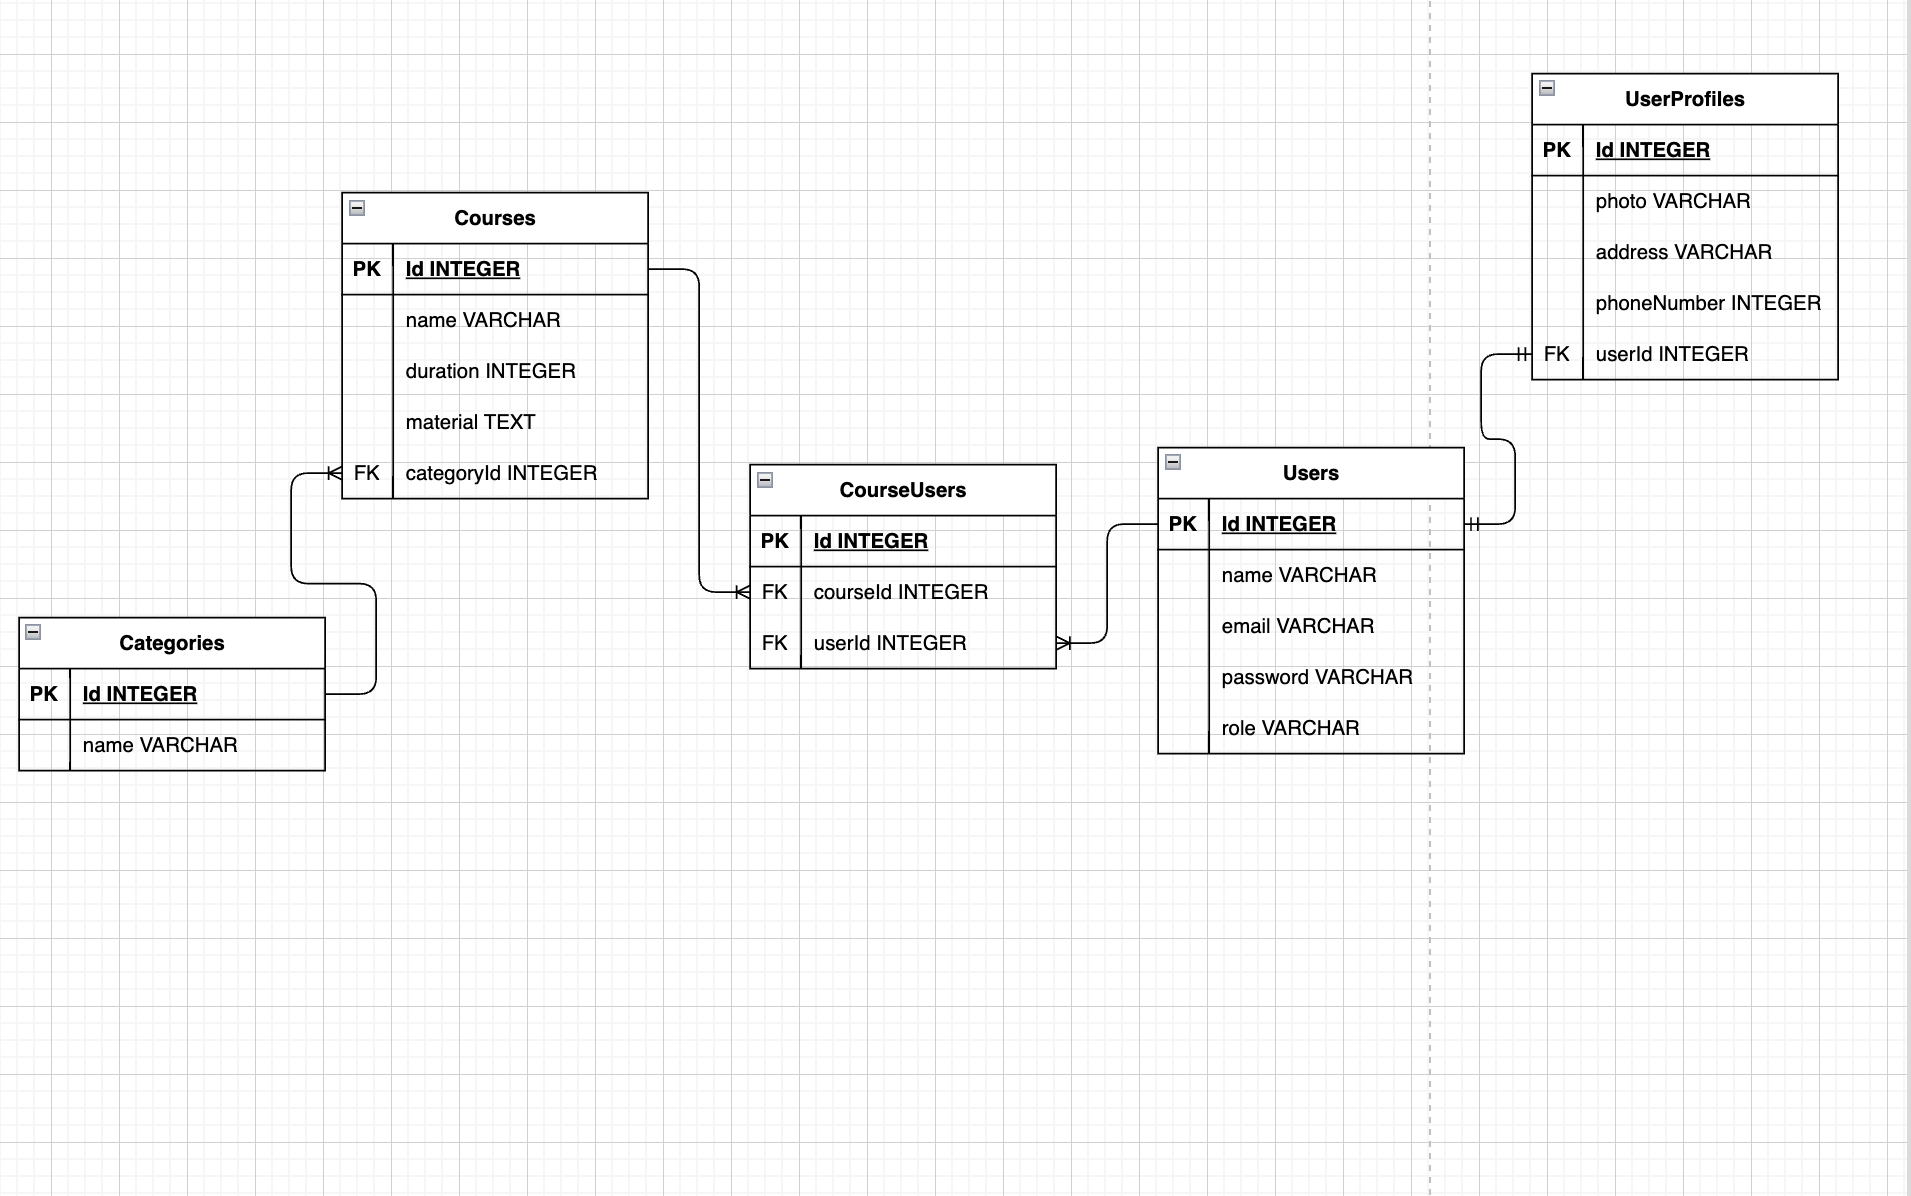 UserProfiles
PK Id INTEGER
photo VARCHAR
address VARCHAR
phoneNumber INTEGER
FK userId INTEGER
Courses
PK Id INTEGER
name VARCHAR
duration INTEGER
material TEXT
FK categoryId INTEGER
CourseUsers
PK Id INTEGER
FK courseId INTEGER
FK userId INTEGER
Users
PK Id INTEGER
name VARCHAR
email VARCHAR
password VARCHAR
role VARCHAR
Categories
PK Id INTEGER
name VARCHAR